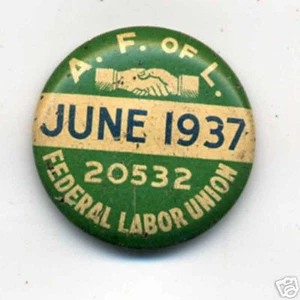 A. F. OF L.
JUNE 1937
20532
FEDERAL LABOR UNION